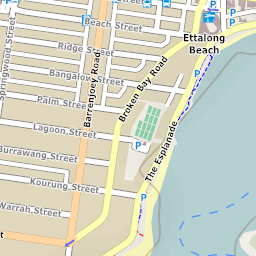 Beach Street
Ettalong
Beach
Ridge Street
Bangalow Street
Springwood Street
Barrenjoey Road
Broken Bay Road
Palm Street
Lagoon Street
Burrawang Street
The Esplanade
Kourung Street
Warrah Street
P
P
P
P
P